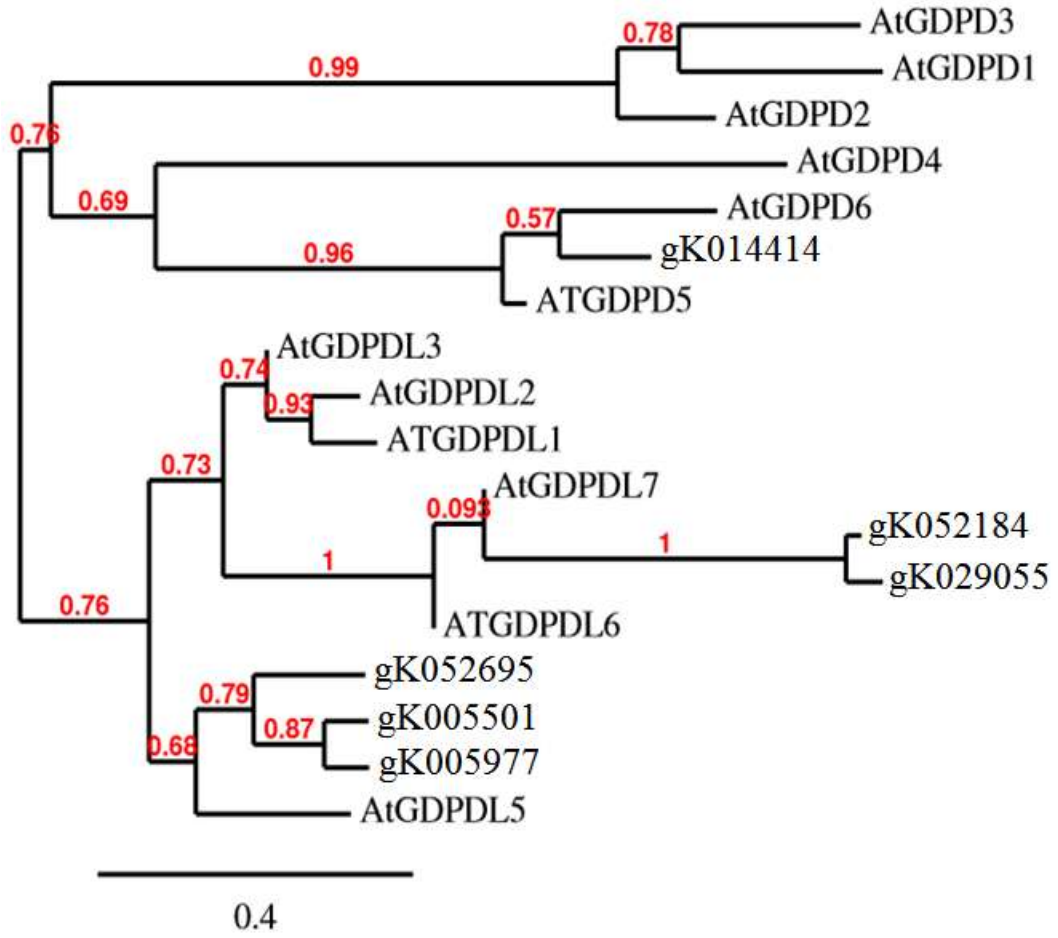 AtGDPD3
0.78
AtGDPD1
0.99
AtGDPD2
0.76
AtGDPD4
0.69
AtGDPD6
0.57
gK014414
0.96
ATGDPD5
AtGDPDL3
0.74
AtGDPDL2
0.93
ATGDPDL1
0.73
AtGDPDL7
0.093
gK052184
1
1
gK029055
0.76
ATGDPDL6
gK052695
0.79
gK005501
0.87
gK005977
0.68
AtGDPDL5
0.4